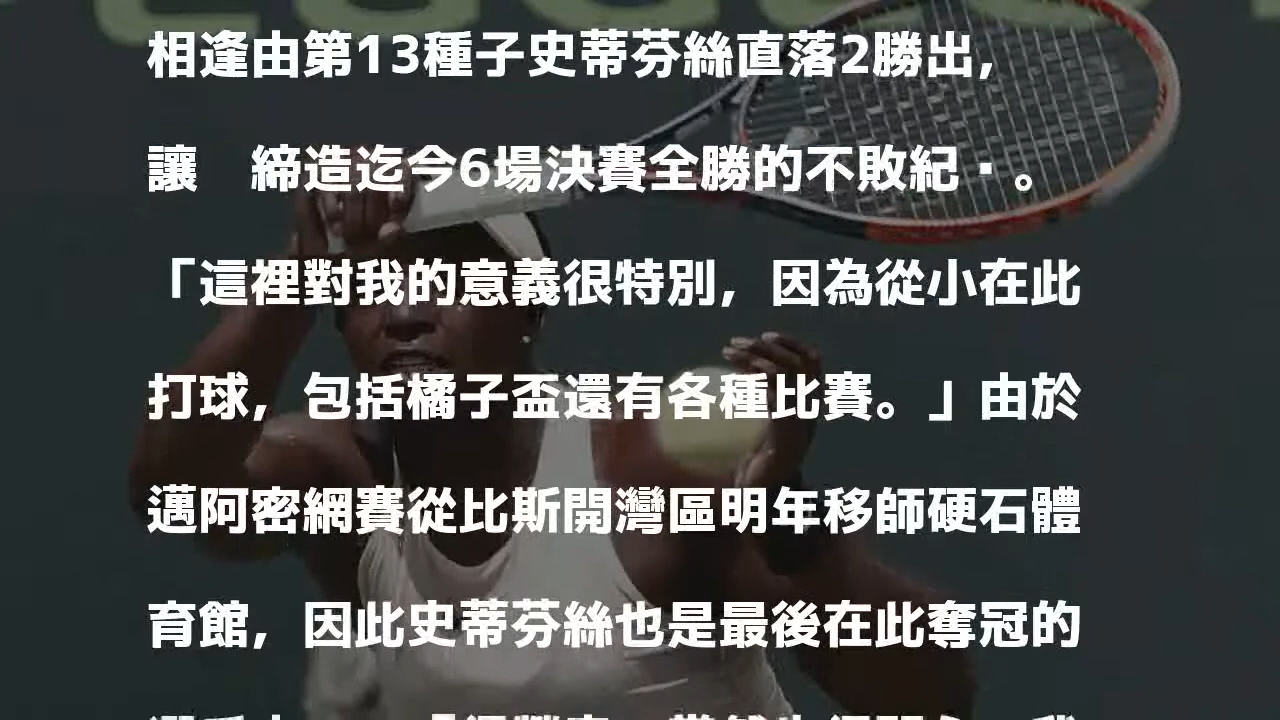 相逢由第13種子史蒂芬絲直落2勝出，
讓　締造迄今6場決賽全勝的不敗紀·。
「這裡對我的意義很特別，因為從小在此
打球，包括橘子盃還有各種比賽。」由於
邁阿密網賽從比斯開灣區明年移師硬石體
育館，因此史蒂芬絲也是最後在此奪冠的